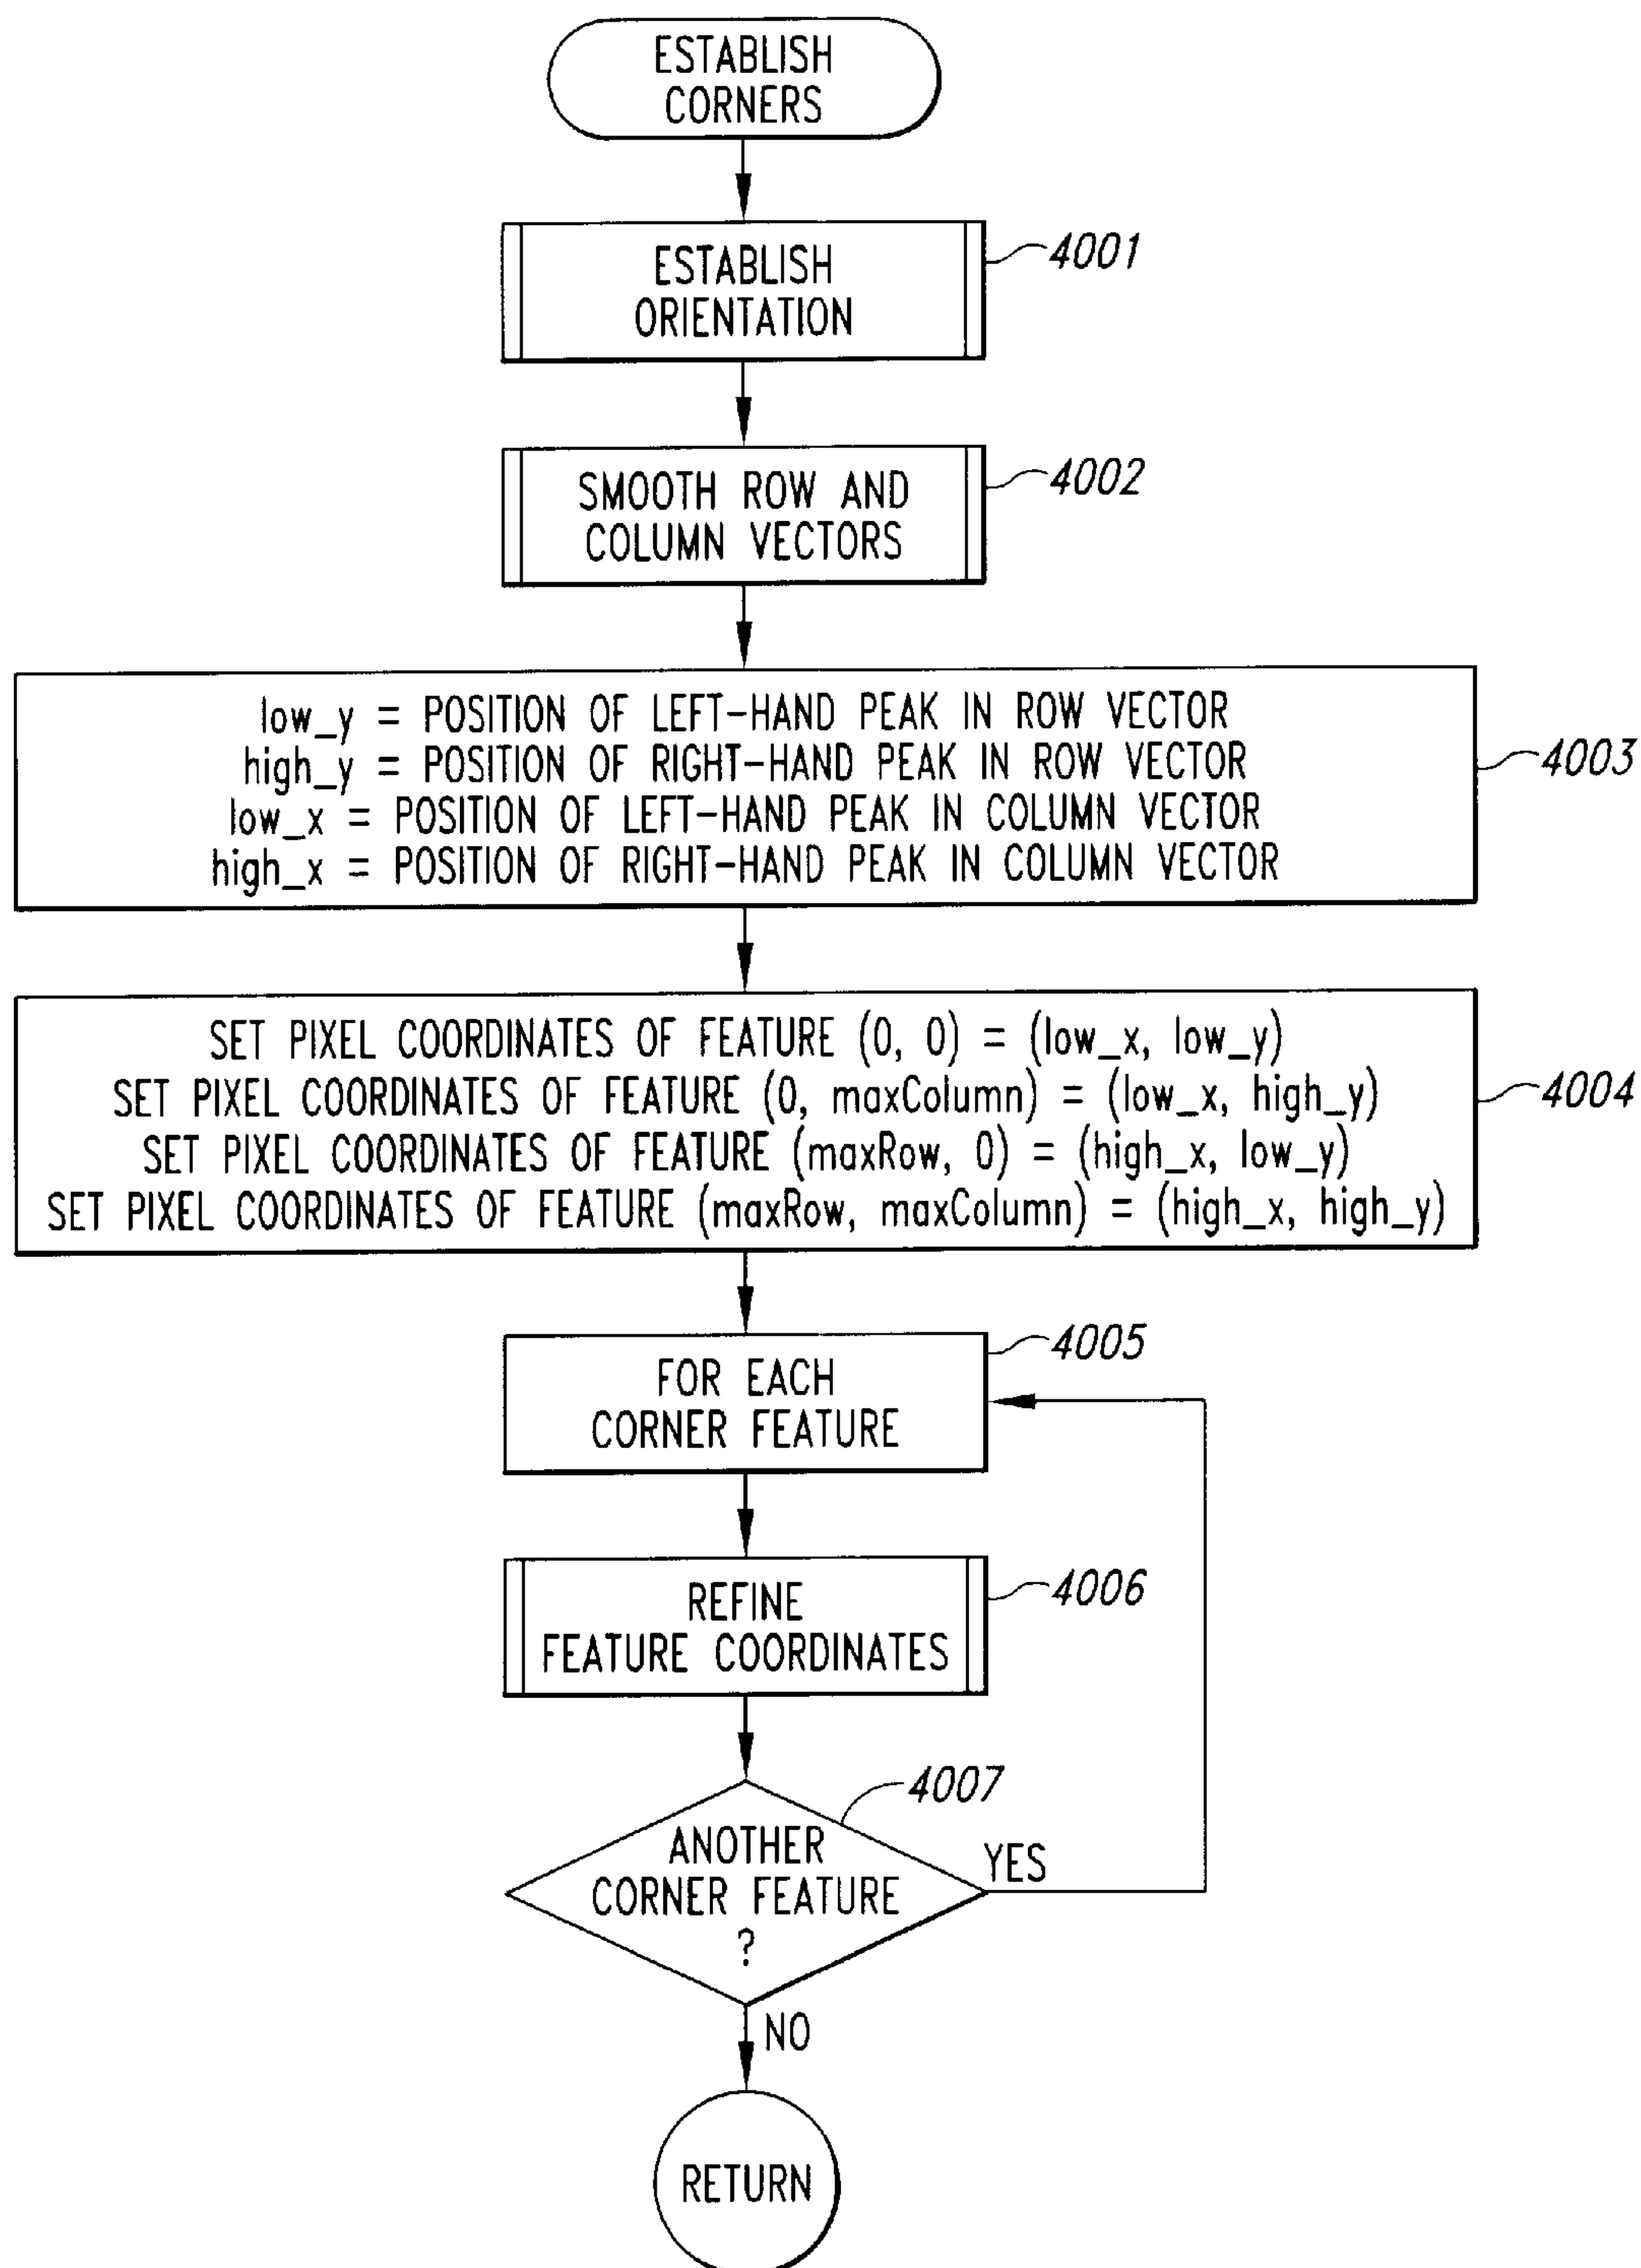 ESTABLISH
CORNERS
ESTABLISH
ORIENTATION
4001
SMOOTH ROW AND
COLUMN VECTORS
4002
low_y = POSITION OF LEFT-HAND PEAK IN ROW VECTOR
high_y = POSITION OF RIGHT-HAND PEAK IN ROW VECTOR
low_x = POSITION OF LEFT-HAND PEAK IN COLUMN VECTOR
high_x = POSITION OF RIGHT-HAND PEAK IN COLUMN VECTOR
4003
SET PIXEL COORDINATES OF FEATURE (0, 0) = (low_x, low_y)
SET PIXEL COORDINATES OF FEATURE (0, maxColumn) = (low_x, high_y)
SET PIXEL COORDINATES OF FEATURE (maxRow, 0) = (high_x, low_y)
SET PIXEL COORDINATES OF FEATURE (maxRow, maxColumn) = (high_x, high_y)
4004
FOR EACH
CORNER FEATURE
4005
REFINE
FEATURE COORDINATES
4006
ANOTHER
CORNER FEATURE
?
4007
YES
NO
RETURN